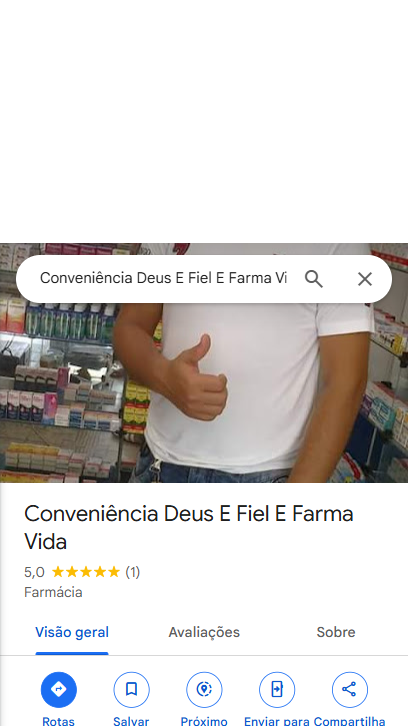 Conveniência Deus E Fiel E Farma Vi
Conveniência Deus E Fiel E Farma
Vida
5,0 ★★★★★ (1)
Farmácia
Visão geral Avaliações Sobre
Rotas Salvar Próximo Enviar para Compartilha